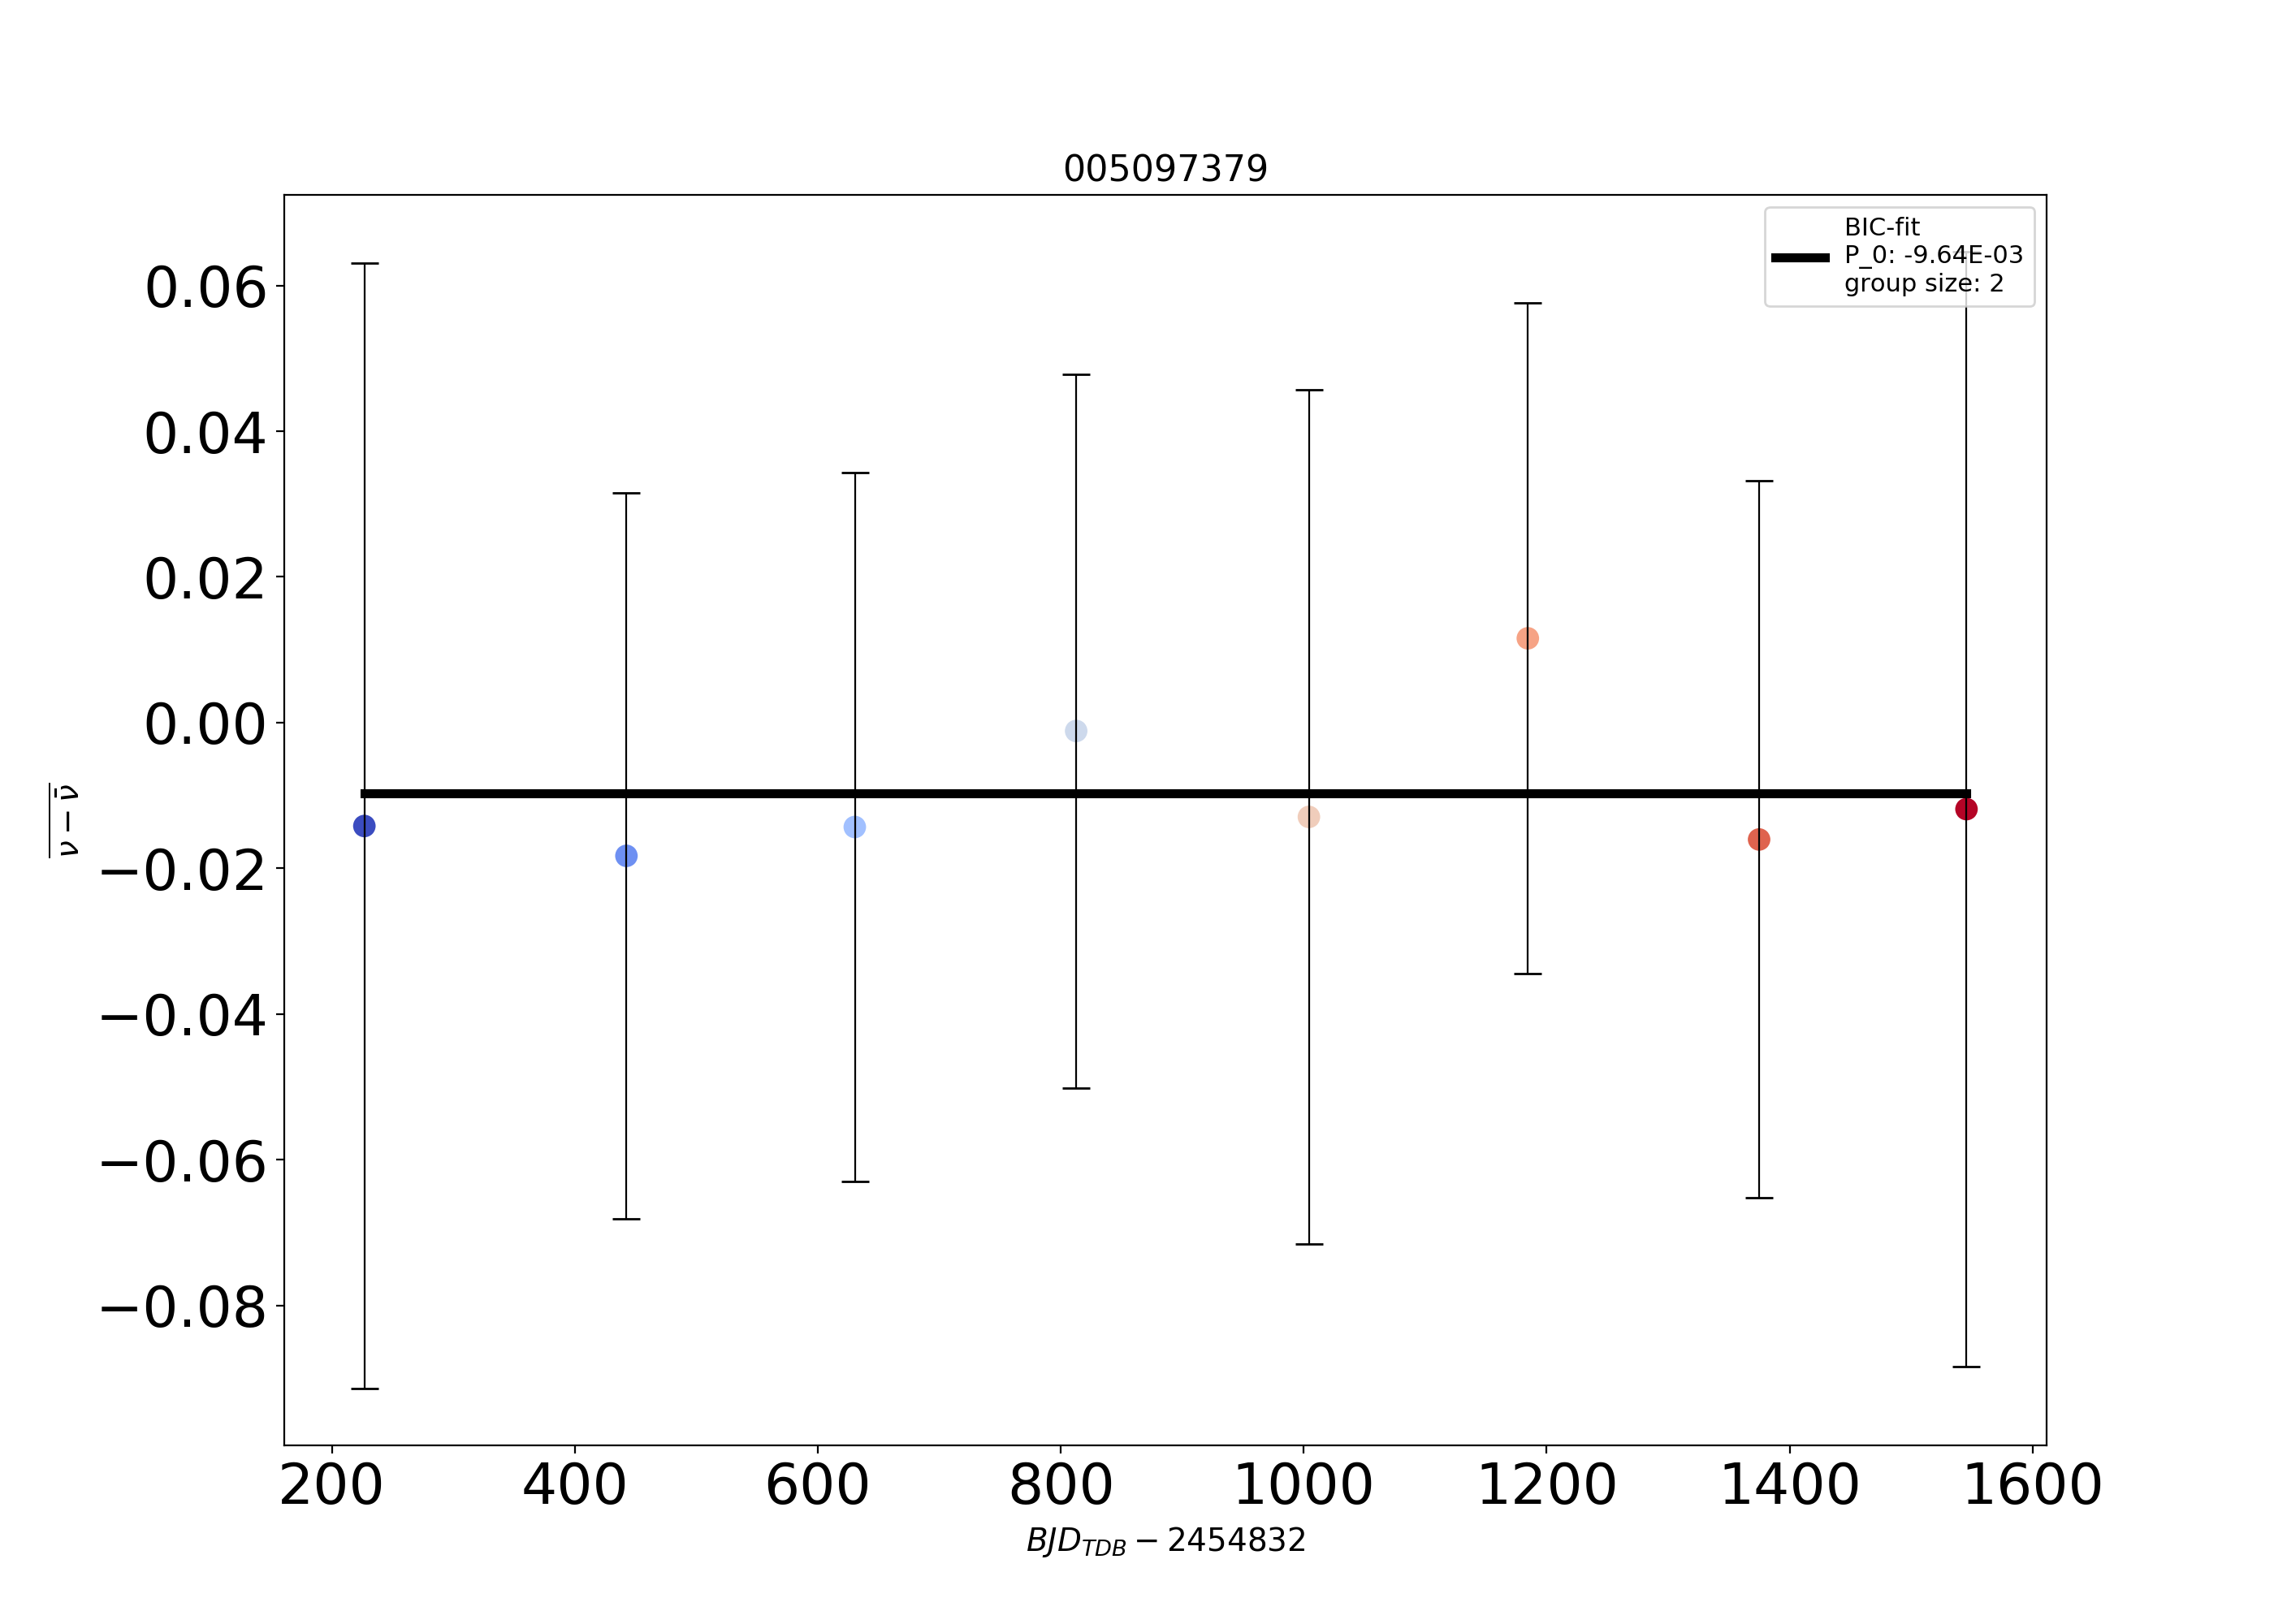 005097379
BIC-fit
P_0: -9.64E-03
group size: 2
0.06
0.04
0.02
0.00
−0.02
−0.04
−0.06
−0.08
ν − ν̄
200 400 600 800 1000 1200 1400 1600
BJD_TDB − 2454832